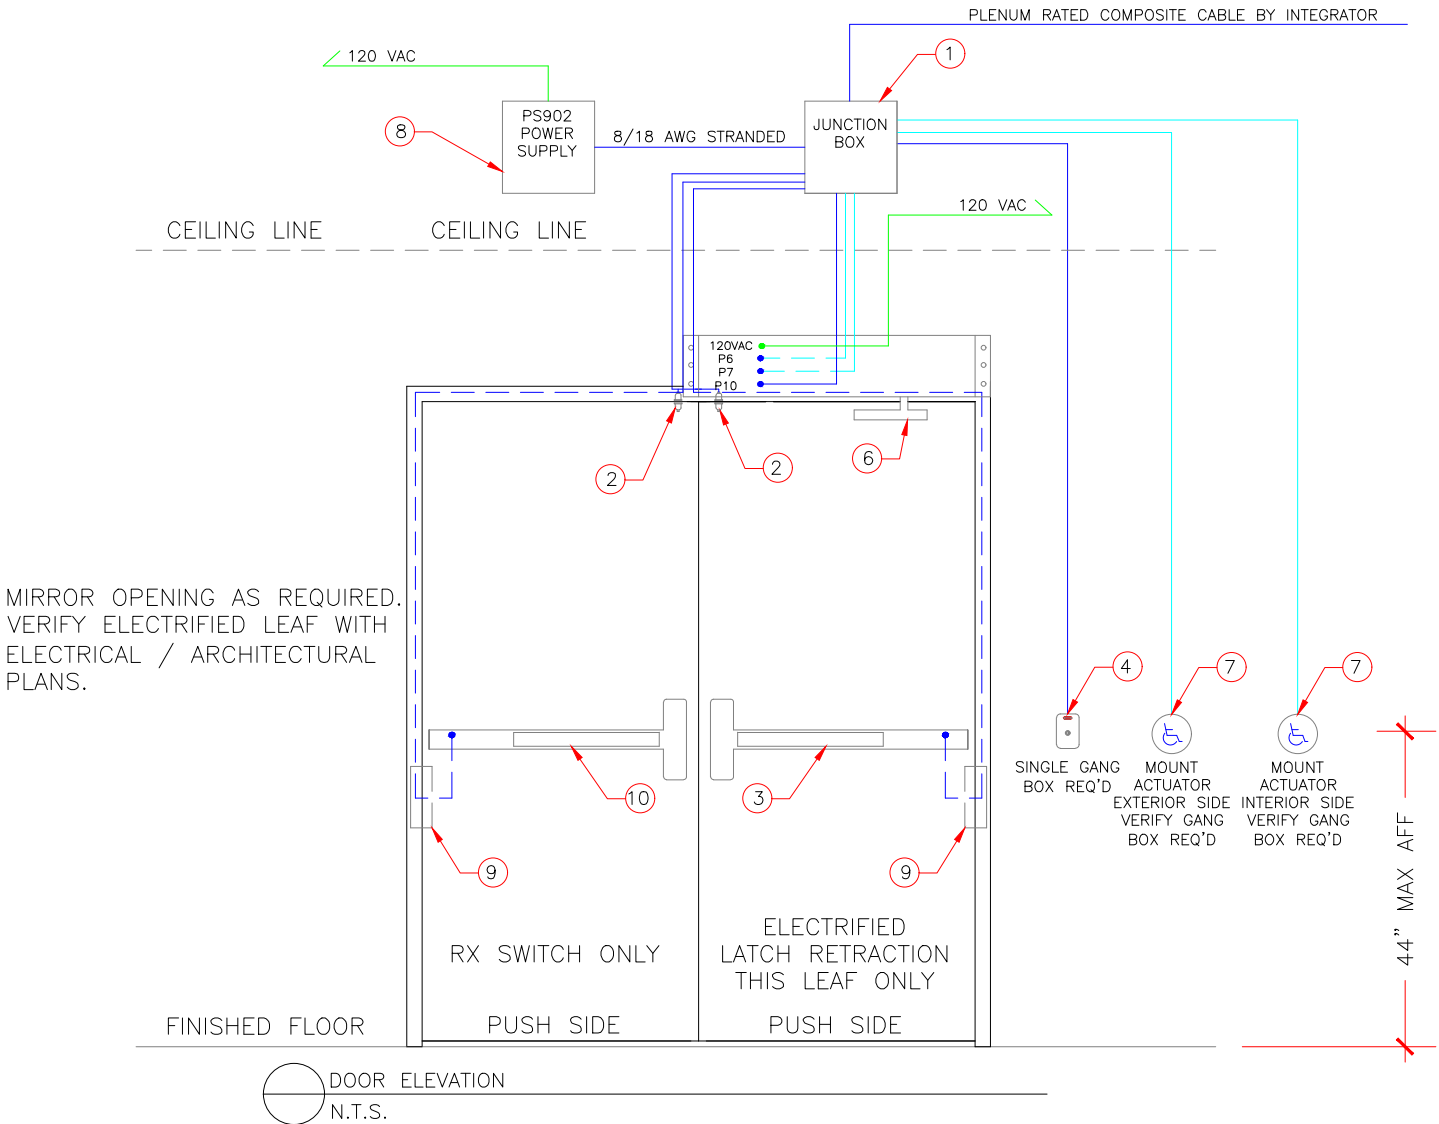 PLENUM RATED COMPOSITE CABLE BY INTEGRATOR
120 VAC
1
PS902
POWER
SUPPLY
8
8/18 AWG STRANDED
JUNCTION
BOX
120 VAC
CEILING LINE
CEILING LINE
120VAC
P6
P7
P10
2
2
6
MIRROR OPENING AS REQUIRED.
VERIFY ELECTRIFIED LEAF WITH
ELECTRICAL / ARCHITECTURAL
PLANS.
4
7
7
SINGLE GANG
BOX REQ'D
MOUNT
ACTUATOR
EXTERIOR SIDE
VERIFY GANG
BOX REQ'D
MOUNT
ACTUATOR
INTERIOR SIDE
VERIFY GANG
BOX REQ'D
10
3
9
9
44" MAX AFF
RX SWITCH ONLY
ELECTRIFIED
LATCH RETRACTION
THIS LEAF ONLY
FINISHED FLOOR
PUSH SIDE
PUSH SIDE
DOOR ELEVATION
N.T.S.